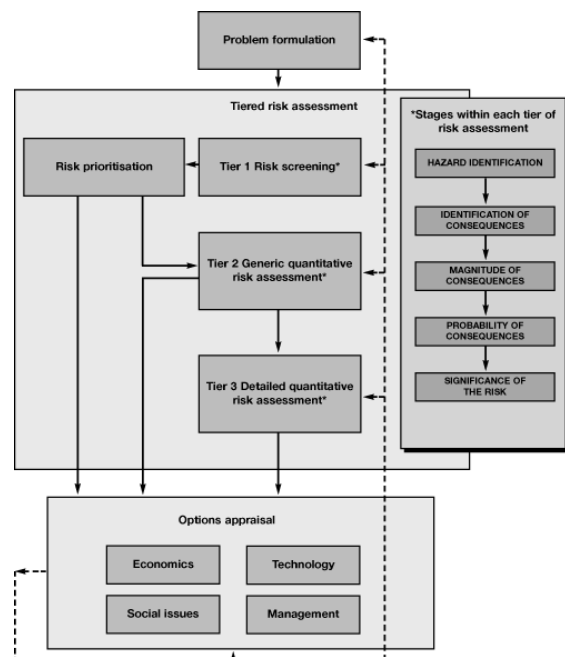 Problem formulation
Tiered risk assessment
Risk prioritisation
Tier 1 Risk screening*
Tier 2 Generic quantitative
risk assessment*
Tier 3 Detailed quantitative
risk assessment*
*Stages within each tier of
risk assessment
HAZARD IDENTIFICATION
IDENTIFICATION OF
CONSEQUENCES
MAGNITUDE OF
CONSEQUENCES
PROBABILITY OF
CONSEQUENCES
SIGNIFICANCE OF
THE RISK
Options appraisal
Economics
Technology
Social issues
Management